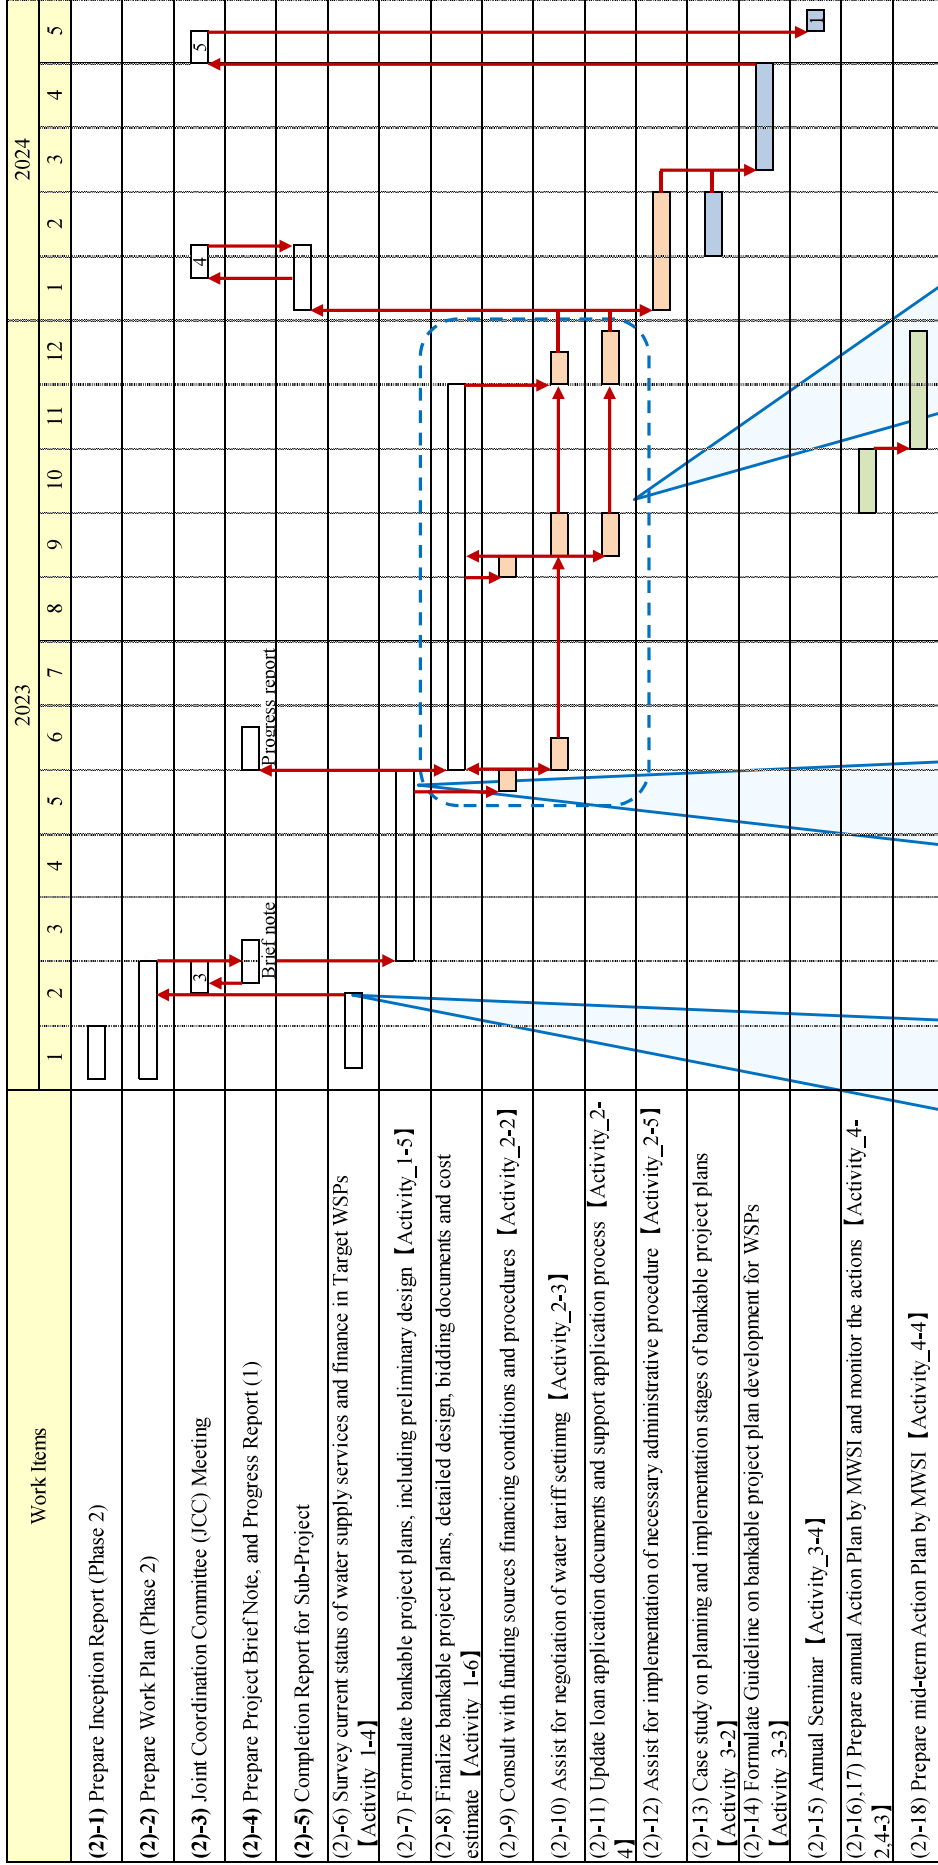 Work Items
2023
2024
1 2 3 4 5 6 7 8 9 10 11 12 1 2 3 4 5
(2)-1) Prepare Inception Report (Phase 2)
(2)-2) Prepare Work Plan (Phase 2)
(2)-3) Joint Coordination Committee (JCC) Meeting
3
4
5
(2)-4) Prepare Project Brief Note, and Progress Report (1)
Brief note
Progress report
(2)-5) Completion Report for Sub-Project
(2)-6) Survey current status of water supply services and finance in Target WSPs
【Activity 1-4】
(2)-7) Formulate bankable project plans, including preliminary design【Activity_1-5】
(2)-8) Finalize bankable project plans, detailed design, bidding documents and cost
estimate【Activity 1-6】
(2)-9) Consult with funding sources financing conditions and procedures【Activity_2-2】
(2)-10) Assist for negotiation of water tariff settinng【Activity_2-3】
(2)-11) Update loan application documents and support application process【Activity_2-
4】
(2)-12) Assist for implementation of necessary administrative procedure【Activity_2-5】
(2)-13) Case study on planning and implementation stages of bankable project plans
【Activity 3-2】
(2)-14) Formulate Guideline on bankable project plan development for WSPs
【Activity 3-3】
(2)-15) Annual Seminar【Activity_3-4】
1
(2)-16),17) Prepare annual Action Plan by MWSI and monitor the actions【Activity_4-
2,4-3】
(2)-18) Prepare mid-term Action Plan by MWSI【Activity_4-4】